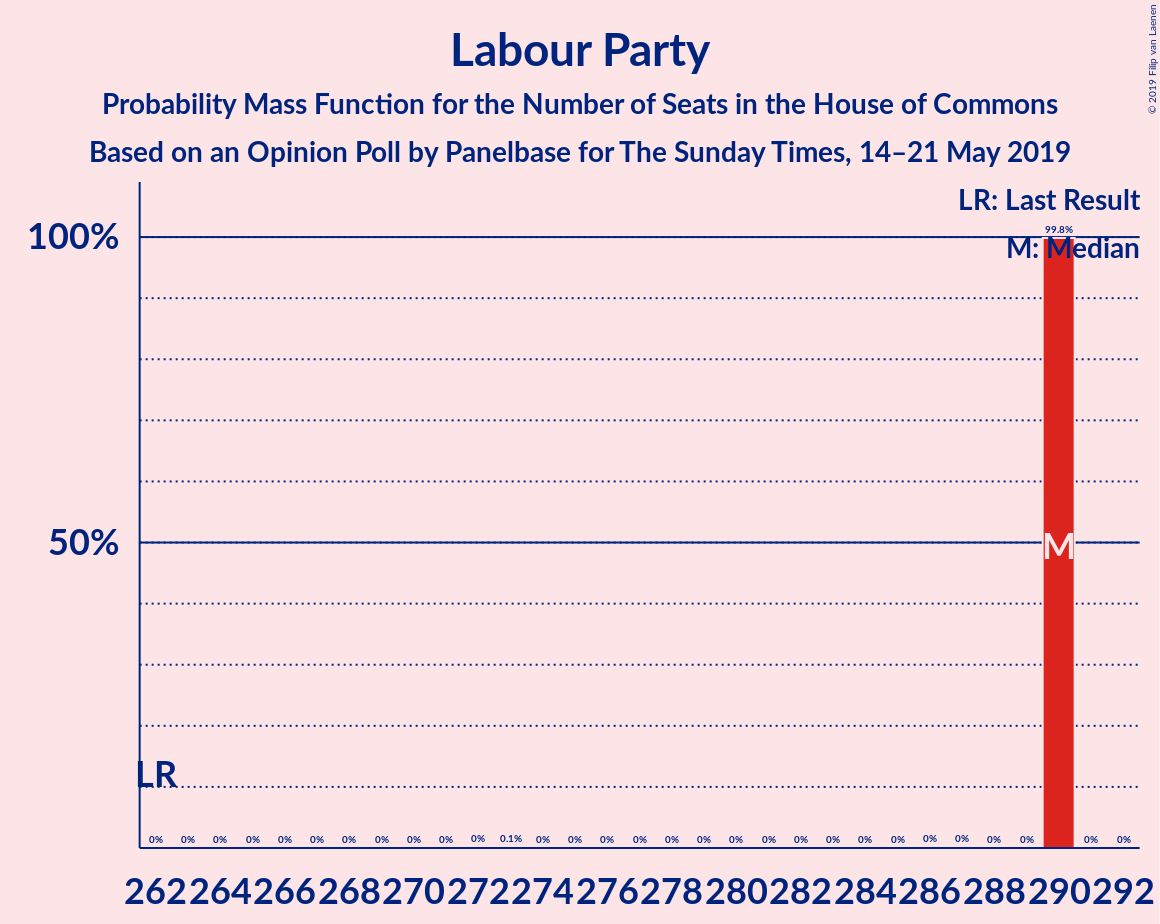 Labour Party
Probability Mass Function for the Number of Seats in the House of Commons
Based on an Opinion Poll by Panelbase for The Sunday Times, 14–21 May 2019
© 2019 Filip van Laenen
LR: Last Result
M: Median
100%
50%
99.8%
M
LR
0% 0% 0% 0% 0% 0% 0% 0% 0% 0% 0% 0.1% 0% 0% 0% 0% 0% 0% 0% 0% 0% 0% 0% 0% 0% 0% 0% 0% 0% 0%
262 264 266 268 270 272 274 276 278 280 282 284 286 288 290 292